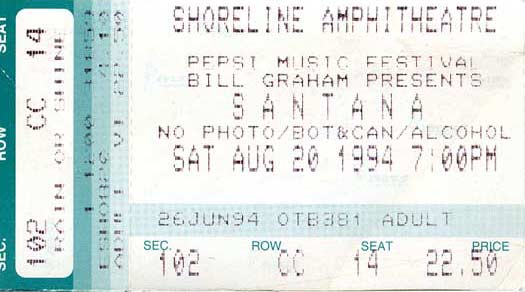 SHORELINE AMPHITHEATRE
PEPSI MUSIC FESTIVAL
BILL GRAHAM PRESENTS
SANTANA
NO PHOTO/BOT&CAN/ALCOHOL
SAT AUG 20 1994 7:00PM
26JUN94 OTB381 ADULT
SEC. ROW SEAT PRICE
102 CC 14 22.50
SEC. ROW SEAT
102 CC 14
RAIN OR SHINE